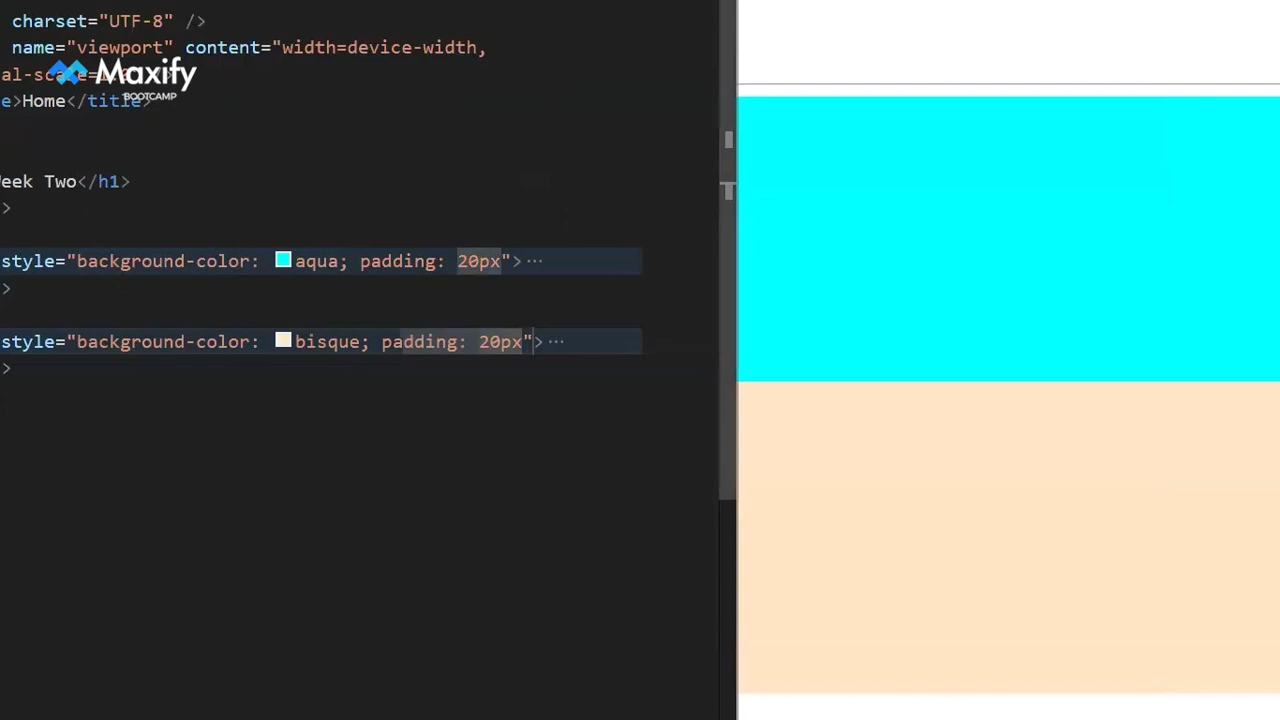 charset="UTF-8" />
name="viewport" content="width=device-width,
Maxify
BOOTCAMP
e>Home</title>
eek Two</h1>
>
style="background-color: aqua; padding: 20px">···
>
style="background-color: bisque; padding: 20px">···
>